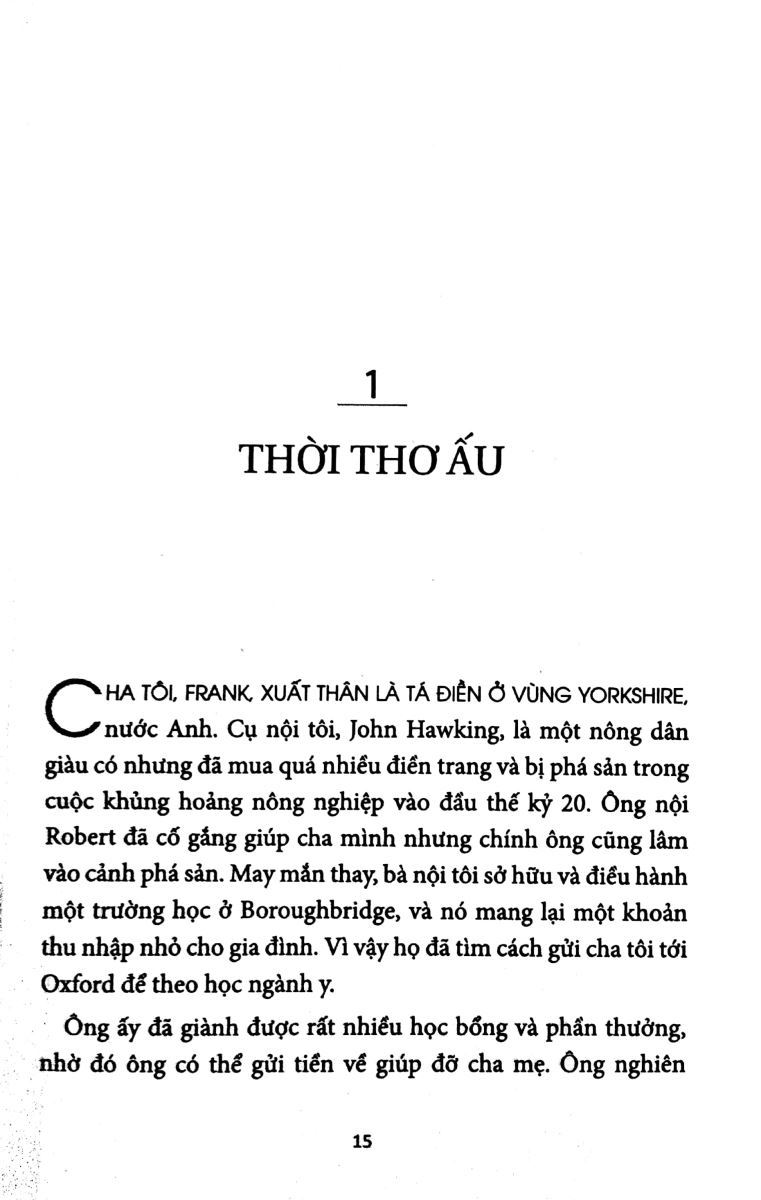 1
THỜI THƠ ẤU
CHA TÔI, FRANK, XUẤT THÂN LÀ TÁ ĐIỀN Ở VÙNG YORKSHIRE,
nước Anh. Cụ nội tôi, John Hawking, là một nông dân
giàu có nhưng đã mua quá nhiều điền trang và bị phá sản trong
cuộc khủng hoảng nông nghiệp vào đầu thế kỷ 20. Ông nội
Robert đã cố gắng giúp cha mình nhưng chính ông cũng lâm
vào cảnh phá sản. May mắn thay, bà nội tôi sở hữu và điều hành
một trường học ở Boroughbridge, và nó mang lại một khoản
thu nhập nhỏ cho gia đình. Vì vậy họ đã tìm cách gửi cha tôi tới
Oxford để theo học ngành y.
Ông ấy đã giành được rất nhiều học bổng và phần thưởng,
nhờ đó ông có thể gửi tiền về giúp đỡ cha mẹ. Ông nghiên
15